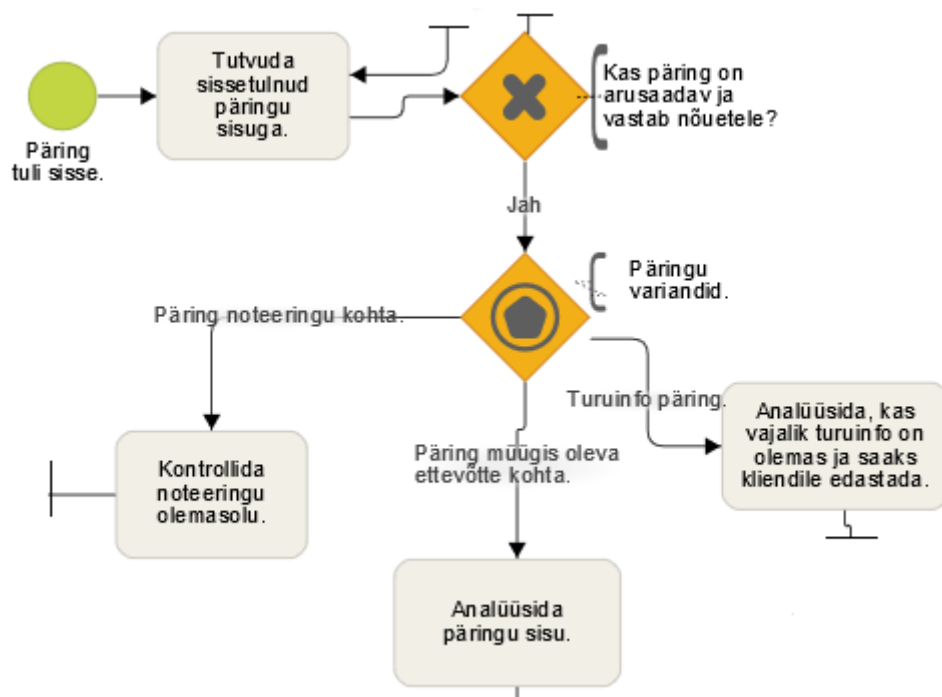 Tutvuda
sissetulnud
päringu
sisuga.
Kas päring on
arusaadav ja
vastab nõuetele?
Päring
tuli sisse.
Jah
Päringu
variandid.
Päring noteeringu kohta.
Turuinfo päring.
Analüüsida, kas
vajalik turuinfo on
olemas ja saaks
kliendile edastada.
Päring müügis oleva
ettevõtte kohta.
Kontrollida
noteeringu
olemasolu.
Analüüsida
päringu sisu.